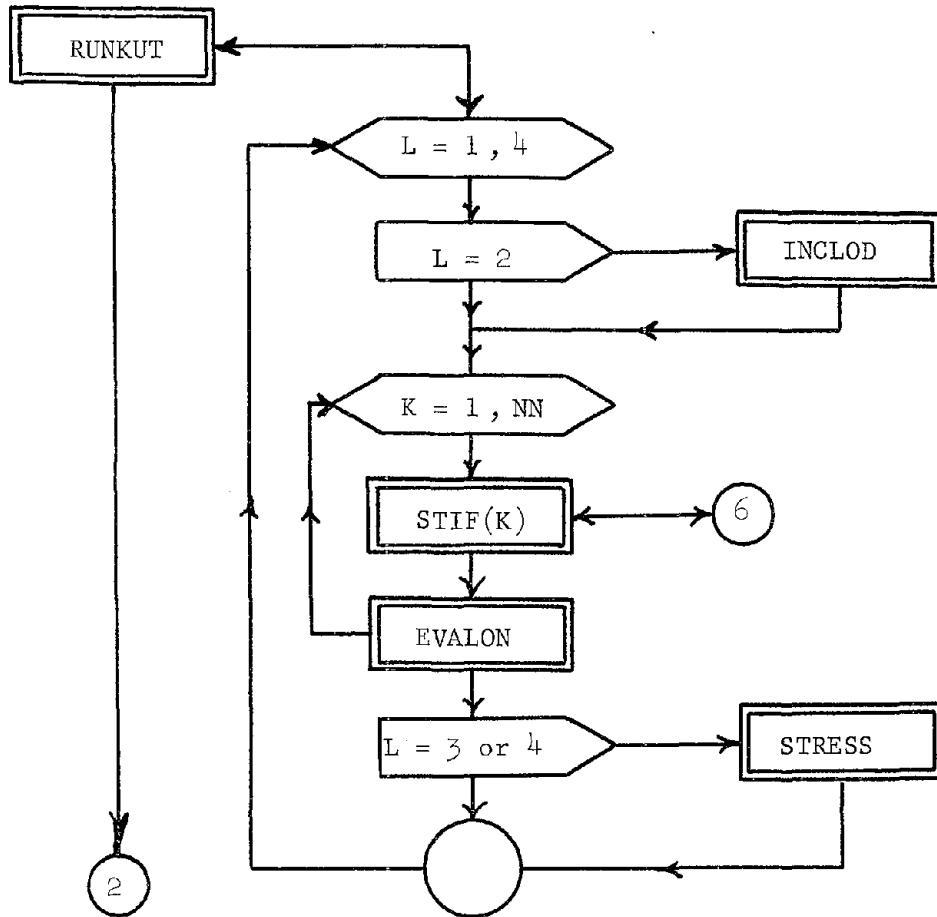 RUNKUT
L = 1 , 4
L = 2
INCLOD
K = 1 , NN
STIF(K)
6
EVALON
L = 3 or 4
STRESS
2